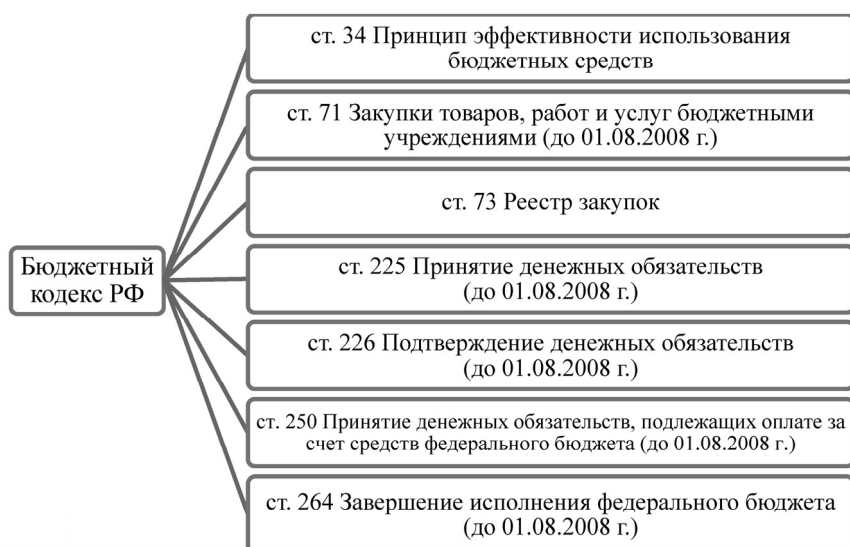 ст. 34 Принцип эффективности использования
бюджетных средств
ст. 71 Закупки товаров, работ и услуг бюджетными
учреждениями (до 01.08.2008 г.)
ст. 73 Реестр закупок
Бюджетный
кодекс РФ
ст. 225 Принятие денежных обязательств
(до 01.08.2008 г.)
ст. 226 Подтверждение денежных обязательств
(до 01.08.2008 г.)
ст. 250 Принятие денежных обязательств, подлежащих оплате за
счет средств федерального бюджета (до 01.08.2008 г.)
ст. 264 Завершение исполнения федерального бюджета
(до 01.08.2008 г.)